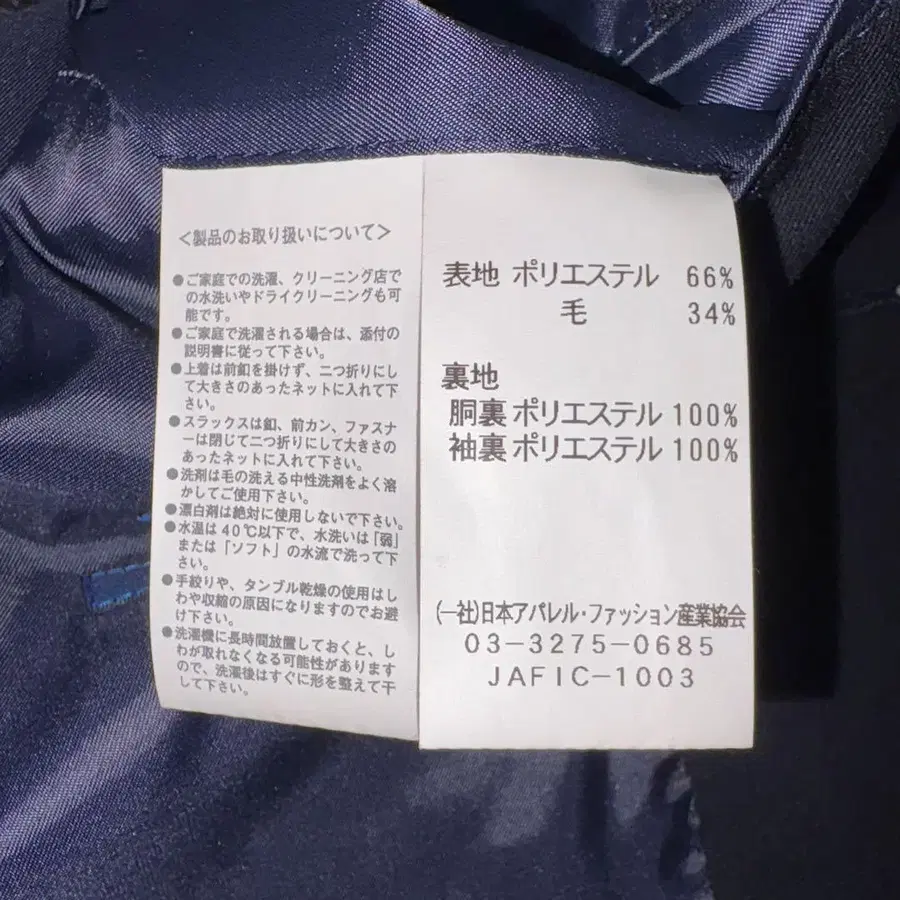 ＜製品のお取り扱いについて＞
●ご家庭での洗濯、クリーニング店で
の水洗いやドライクリーニングも可
能です。
●ご家庭で洗濯される場合は、添付の
説明書に従って下さい。
●上着は前釦を掛けず、二つ折りにし
て大きさのあったネットに入れて下
さい。
●スラックスは釦、前カン、ファスナ
ーは閉じて二つ折りにして大きさの
あったネットに入れて下さい。
●洗剤は毛の洗える中性洗剤をよく溶
かしてご使用下さい。
●漂白剤は絶対に使用しないで下さい。
●水温は40℃以下で、水洗いは「弱」
または「ソフト」の水流で洗って下
さい。
●手絞りや、タンブル乾燥の使用はし
わや収縮の原因になりますのでお避
け下さい。
●洗濯機に長時間放置しておくと、し
わが取れなくなる可能性があります
ので、洗濯後はすぐに形を整えて干
して下さい。
表地 ポリエステル 66%
毛 34%
裏地
胴裏 ポリエステル 100%
袖裏 ポリエステル 100%
(一社)日本アパレル・ファッション産業協会
03-3275-0685
JAFIC-1003